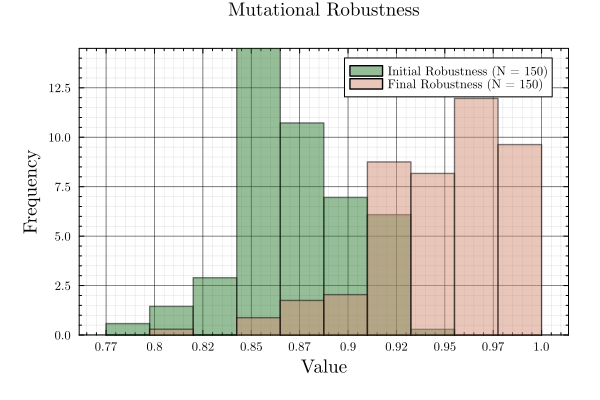 Mutational Robustness
Initial Robustness (N = 150)
Final Robustness (N = 150)
Frequency
12.5
10.0
7.5
5.0
2.5
0.0
0.77 0.8 0.82 0.85 0.87 0.9 0.92 0.95 0.97 1.0
Value